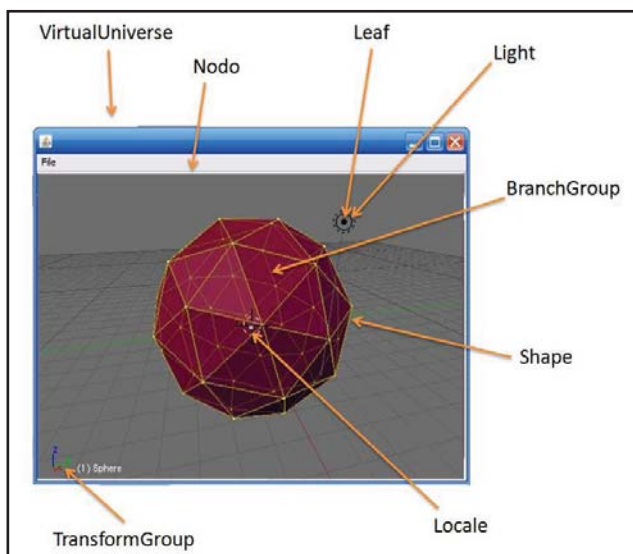 VirtualUniverse
Leaf
Light
Nodo
File
BranchGroup
Shape
(1) Sphere
Locale
TransformGroup